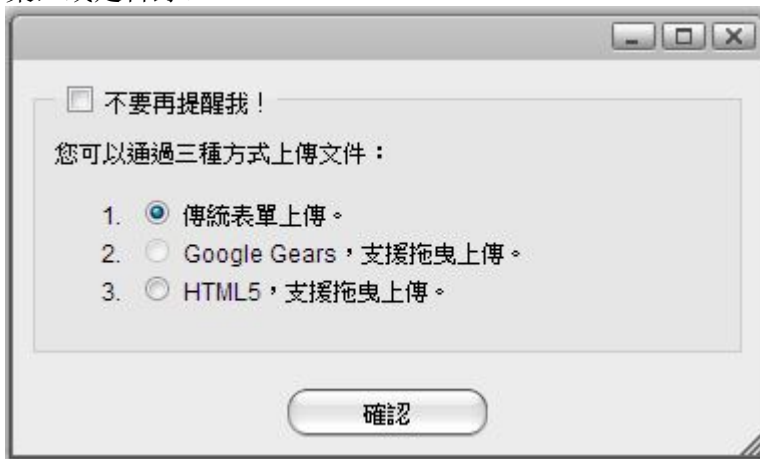 不要再提醒我！
您可以通過三種方式上傳文件：
1. 傳統表單上傳。
2. Google Gears，支援拖曳上傳。
3. HTML5，支援拖曳上傳。
確認